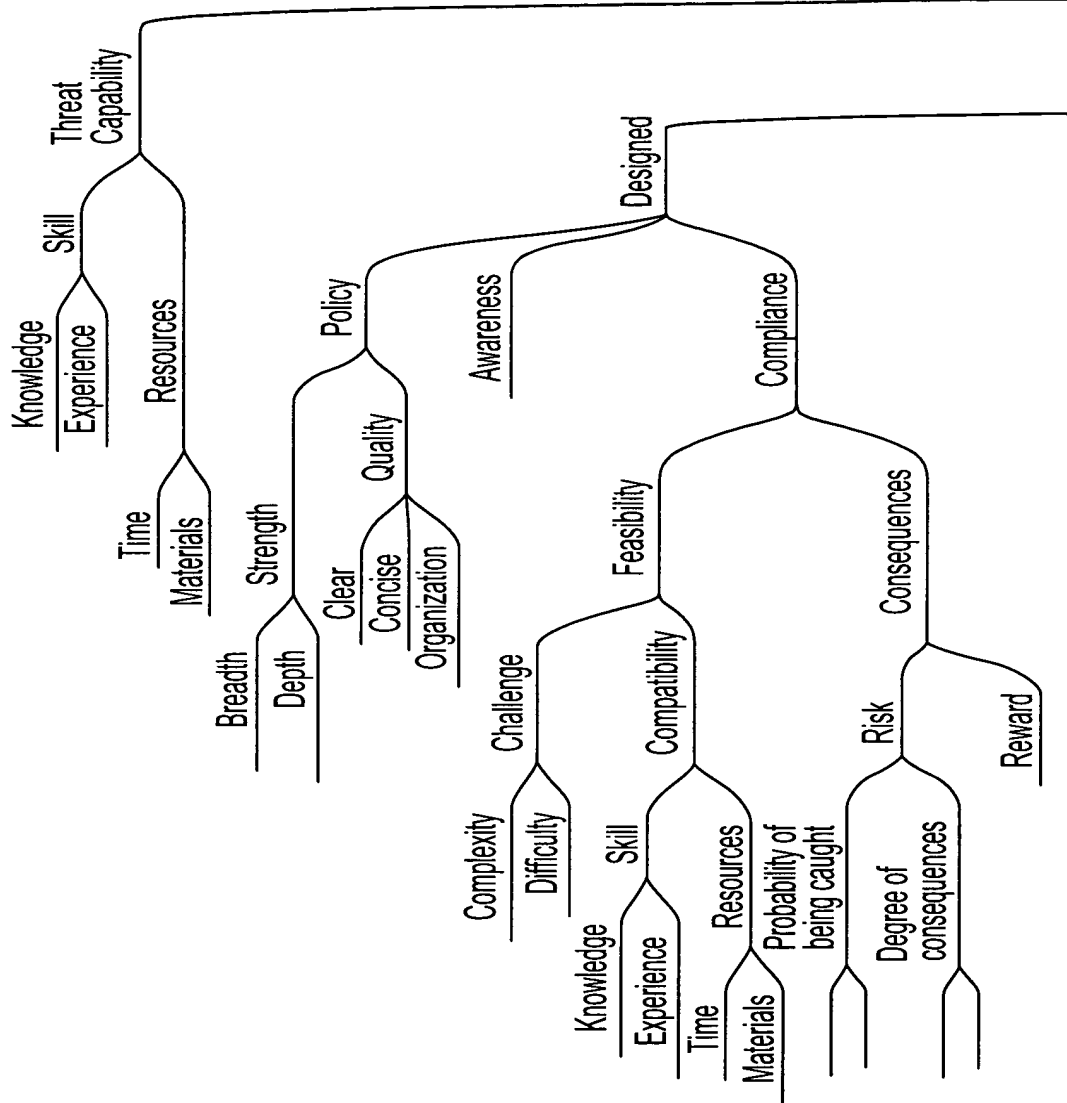 Threat
Capability
Skill
Knowledge
Experience
Resources
Time
Materials
Designed
Policy
Strength
Breadth
Depth
Quality
Clear
Concise
Organization
Awareness
Compliance
Feasibility
Challenge
Complexity
Difficulty
Compatibility
Skill
Knowledge
Experience
Resources
Time
Materials
Consequences
Risk
Probability of
being caught
Degree of
consequences
Reward